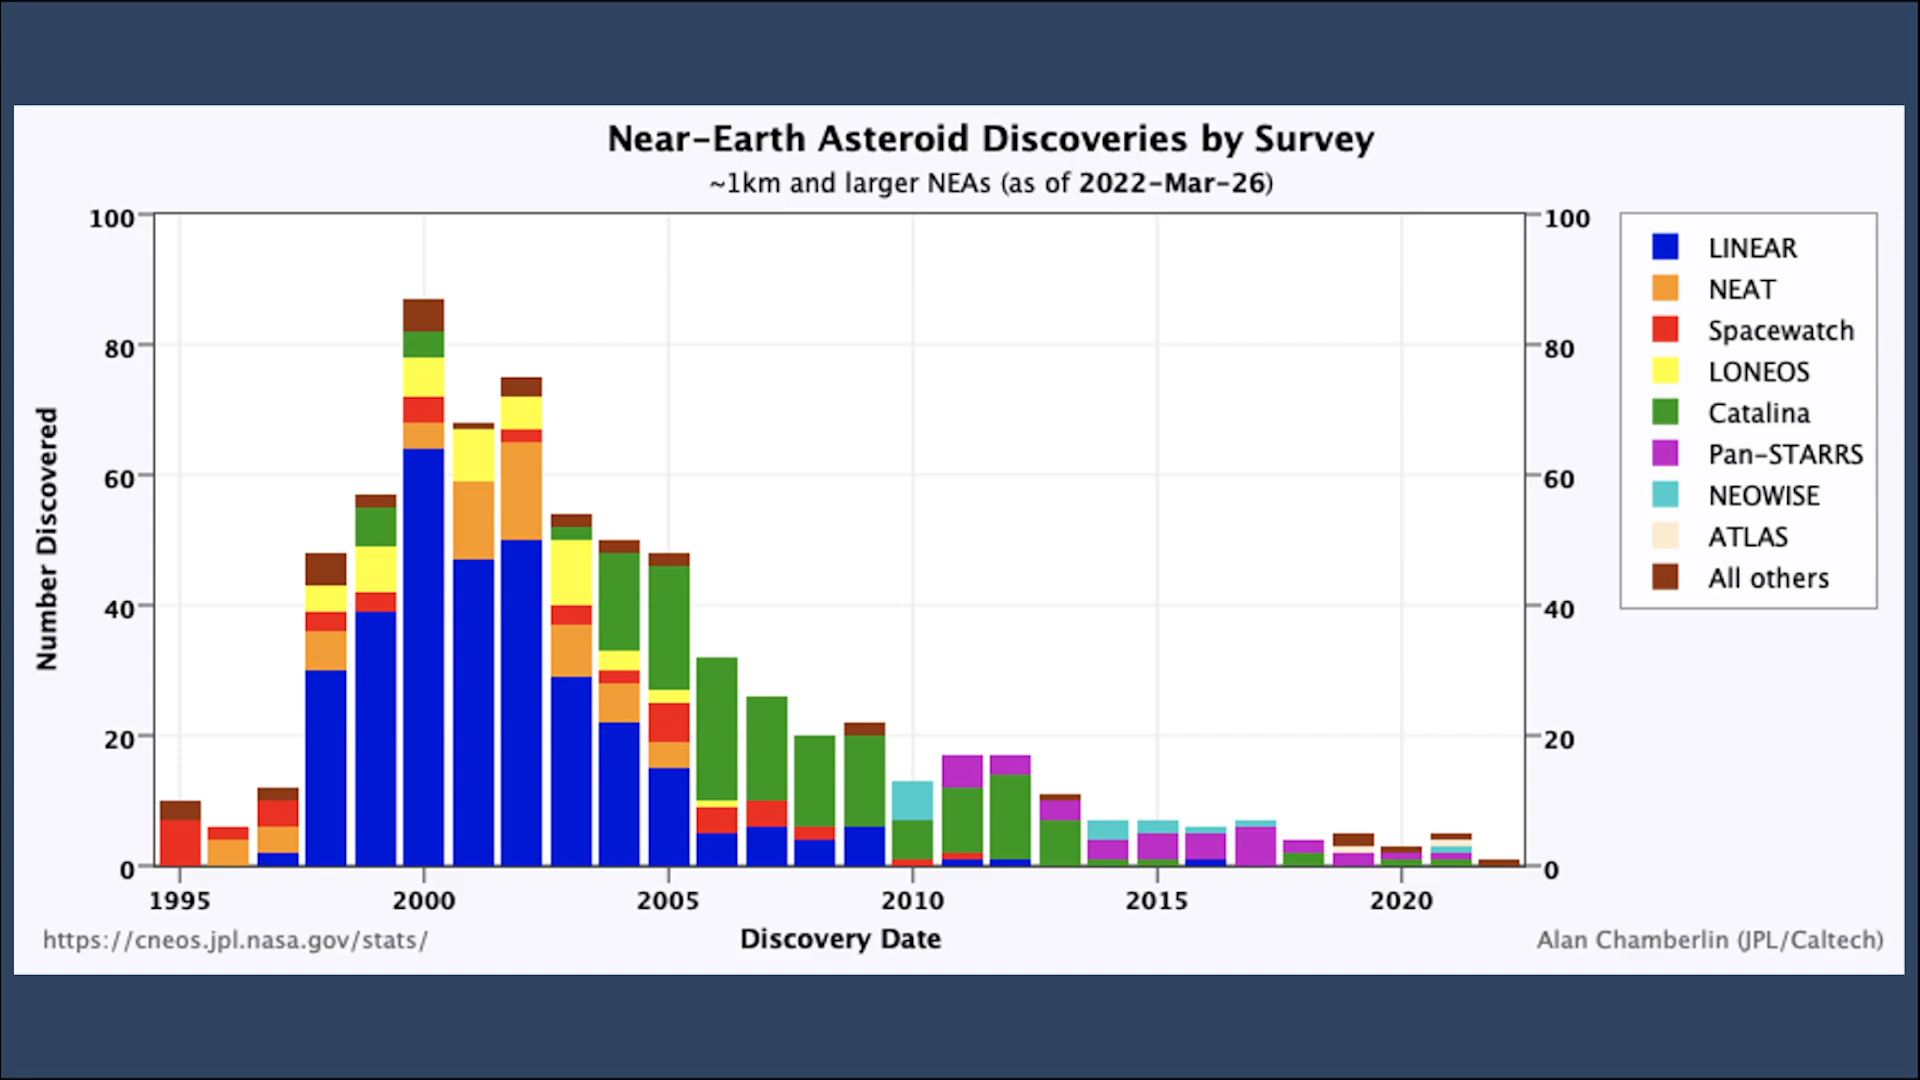 Near-Earth Asteroid Discoveries by Survey
~1km and larger NEAs (as of 2022-Mar-26)
100
80
60
40
20
0
Number Discovered
100
80
60
40
20
0
LINEAR
NEAT
Spacewatch
LONEOS
Catalina
Pan-STARRS
NEOWISE
ATLAS
All others
1995 2000 2005 2010 2015 2020
https://cneos.jpl.nasa.gov/stats/
Discovery Date
Alan Chamberlin (JPL/Caltech)